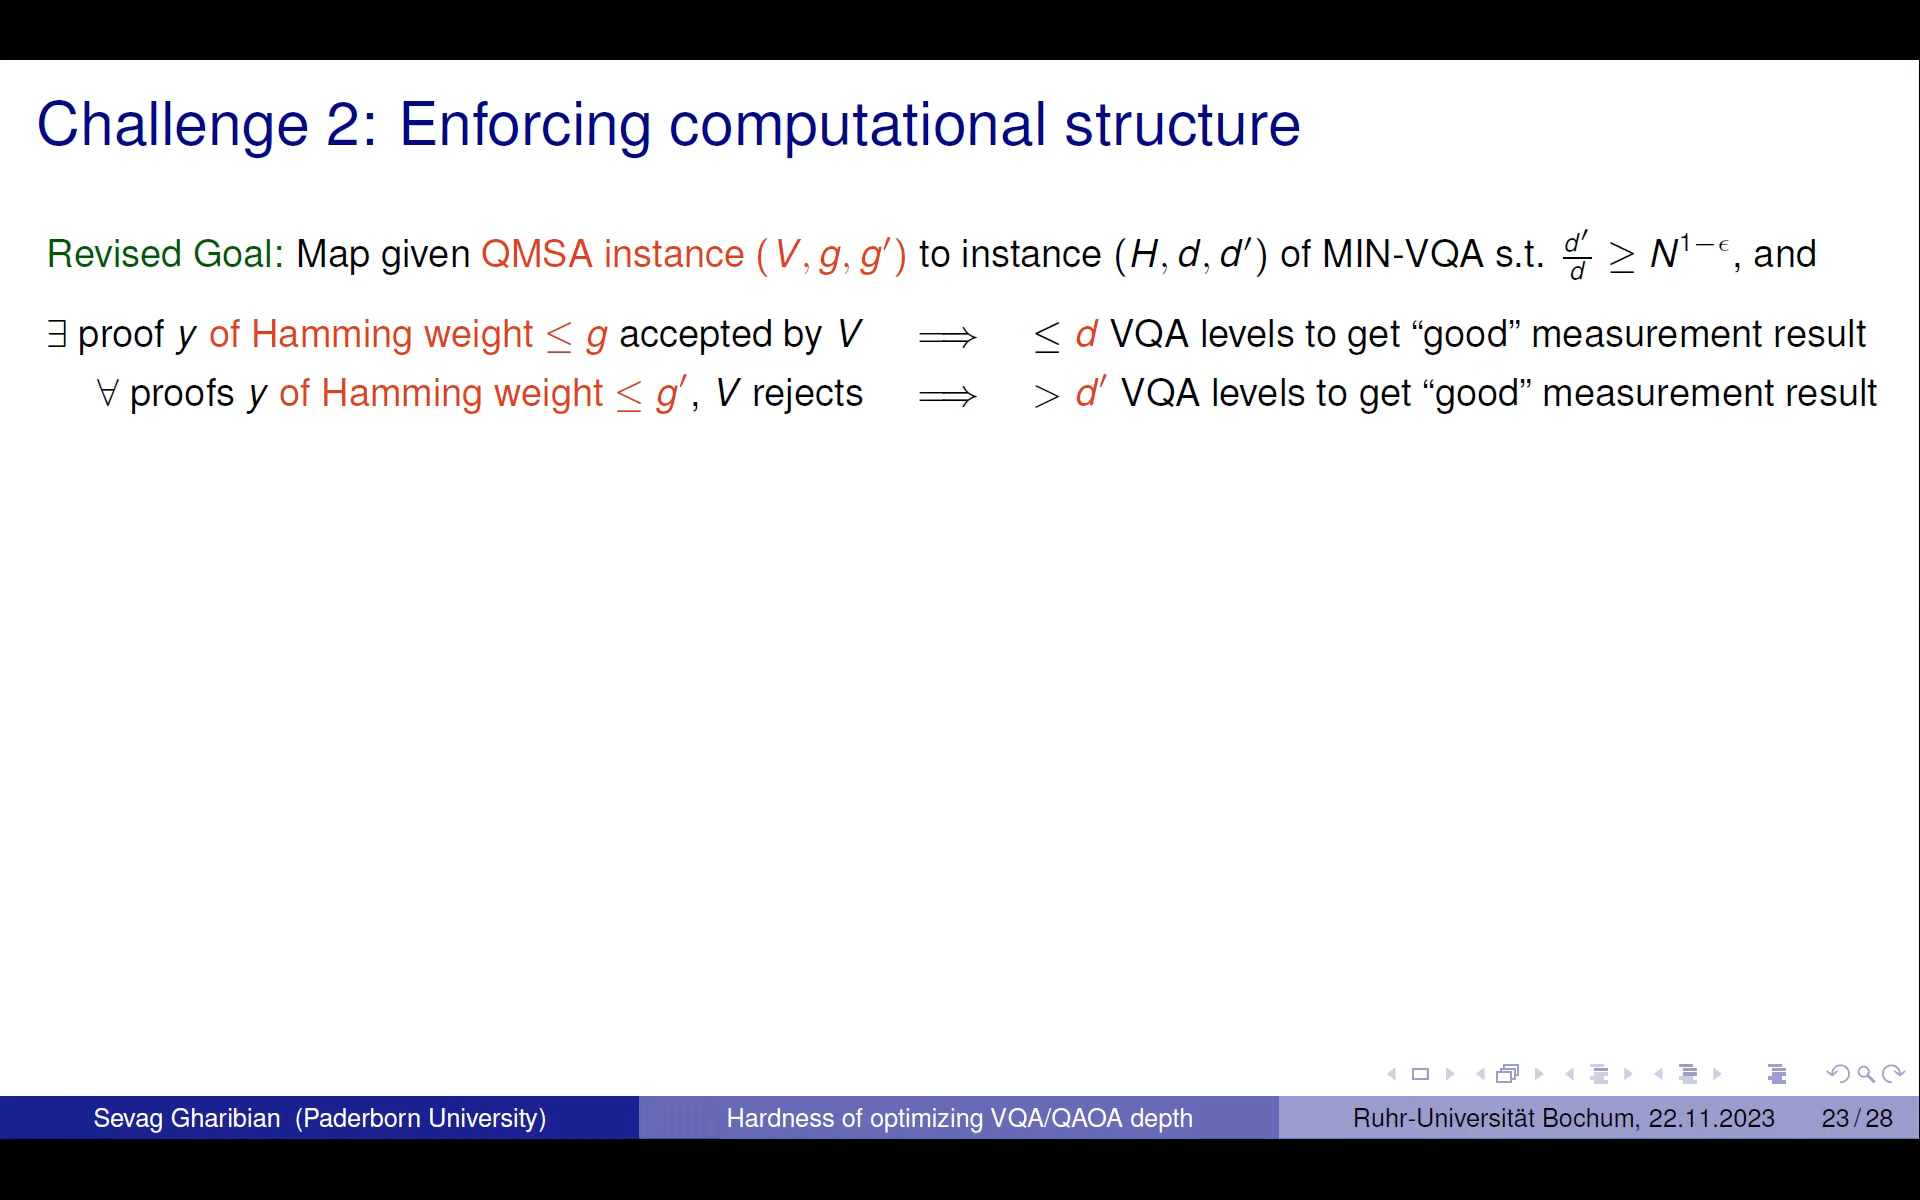 Challenge 2: Enforcing computational structure
Revised Goal: Map given QMSA instance (V, g, g′) to instance (H, d, d′) of MIN-VQA s.t. d′/d ≥ N^{1−ϵ}, and
∃ proof y of Hamming weight ≤ g accepted by V ⟹ ≤ d VQA levels to get “good” measurement result
∀ proofs y of Hamming weight ≤ g′, V rejects ⟹ > d′ VQA levels to get “good” measurement result
Sevag Gharibian (Paderborn University) Hardness of optimizing VQA/QAOA depth Ruhr-Universität Bochum, 22.11.2023 23 / 28